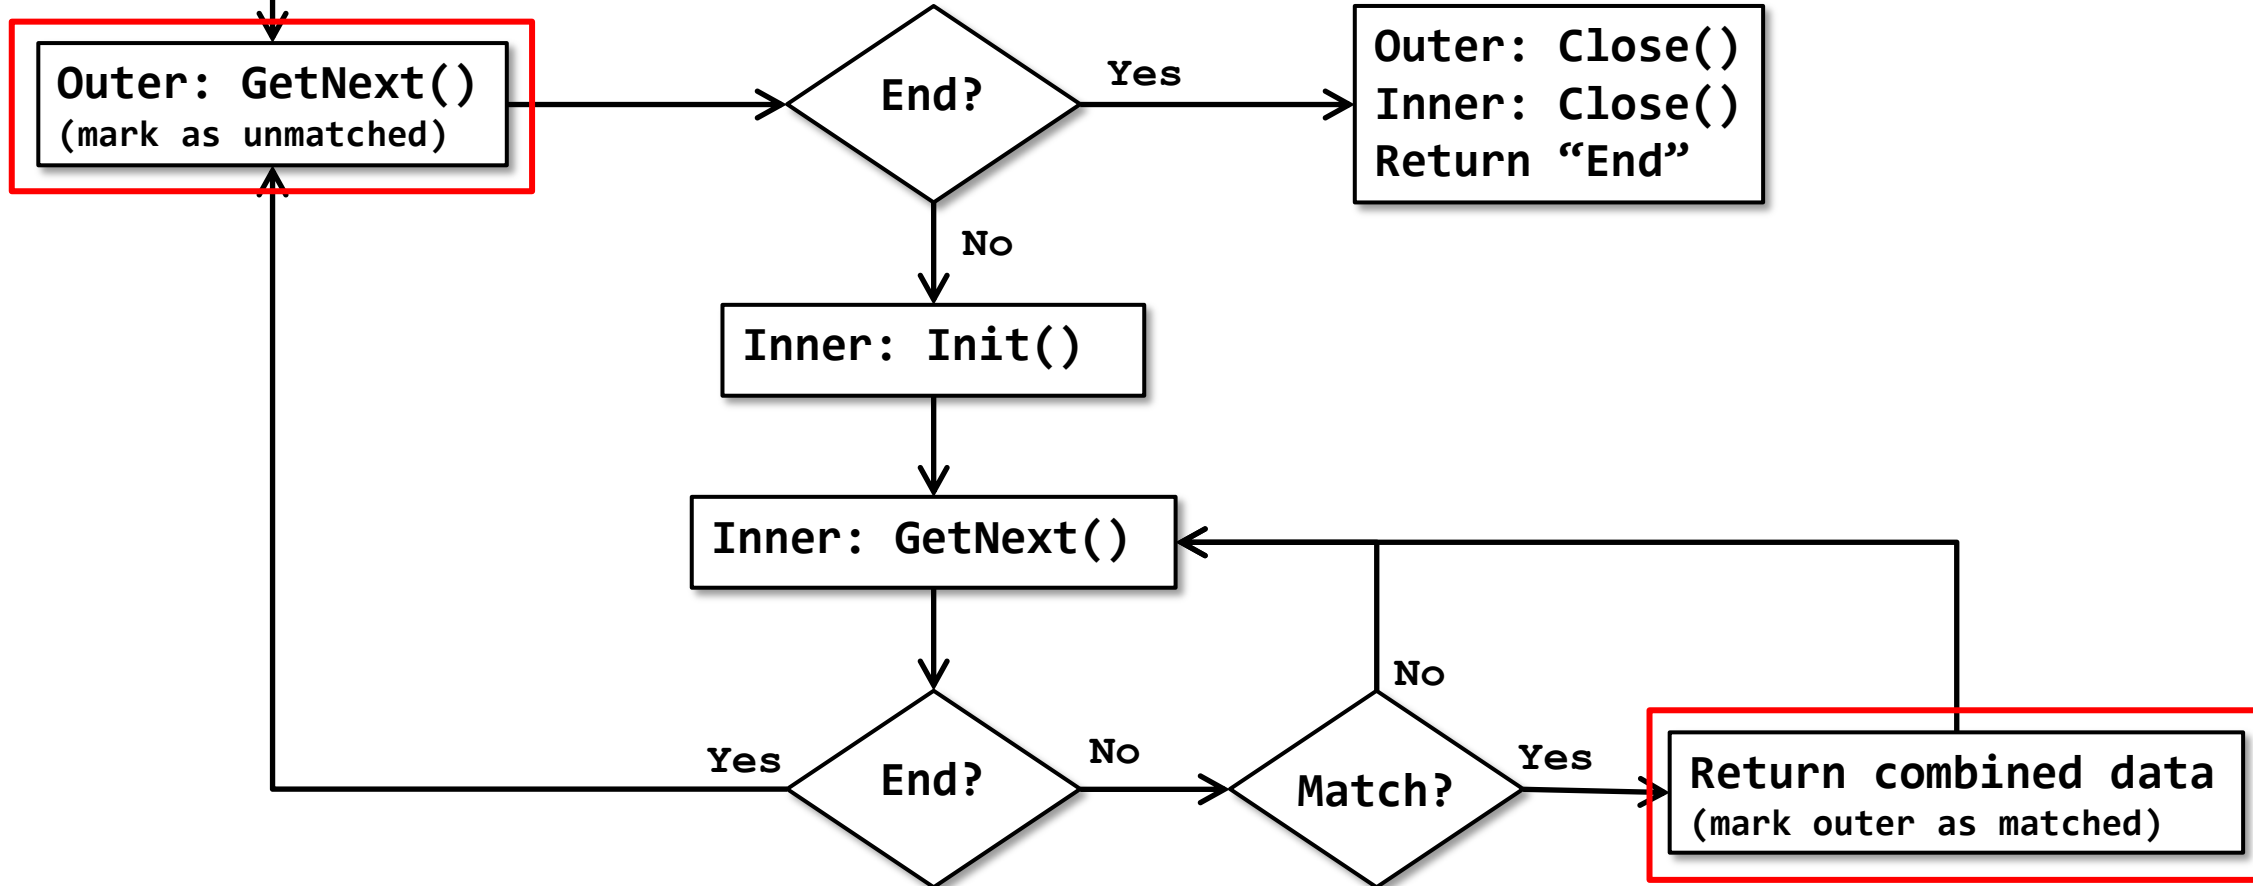 Outer: GetNext()
(mark as unmatched)
End?
Yes
Outer: Close()
Inner: Close()
Return “End”
No
Inner: Init()
Inner: GetNext()
No
Yes
End?
No
Match?
Yes
Return combined data
(mark outer as matched)